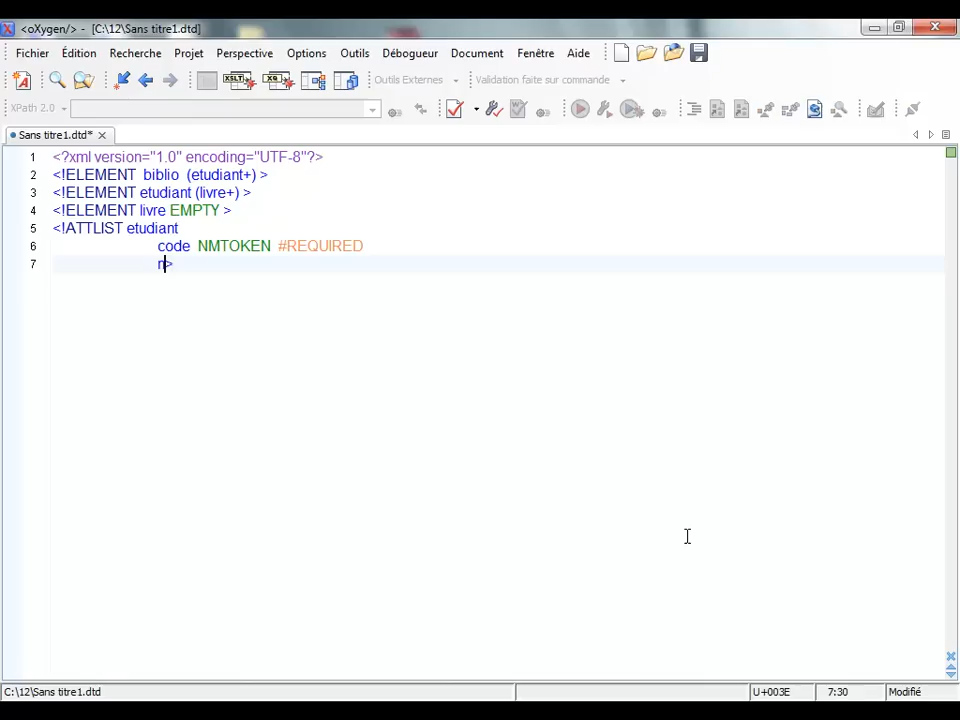 <oXygen/> - [C:\12\Sans titre1.dtd]
Fichier Édition Recherche Projet Perspective Options Outils Débogueur Document Fenêtre Aide
XSLT XQ Outils Externes Validation faite sur commande
XPath 2.0
Sans titre1.dtd*
1 <?xml version="1.0" encoding="UTF-8"?>
2 <!ELEMENT biblio (etudiant+) >
3 <!ELEMENT etudiant (livre+) >
4 <!ELEMENT livre EMPTY >
5 <!ATTLIST etudiant
6 code NMTOKEN #REQUIRED
7 n>
C:\12\Sans titre1.dtd U+003E 7:30 Modifié